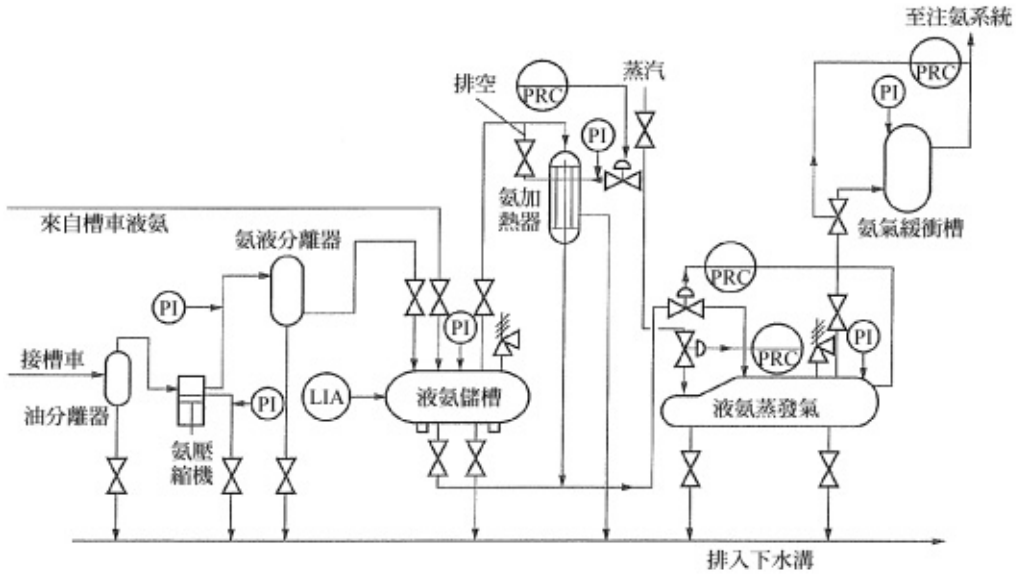 至注氨系統
PRC
PI
氨氣緩衝槽
蒸汽
PRC
排空
PI
氨加
熱器
來自槽車液氨
氨液分離器
PI
接槽車
油分離器
氨壓
縮機
PI
LIA
PI
液氨儲槽
PRC
PRC
PI
液氨蒸發氣
排入下水溝